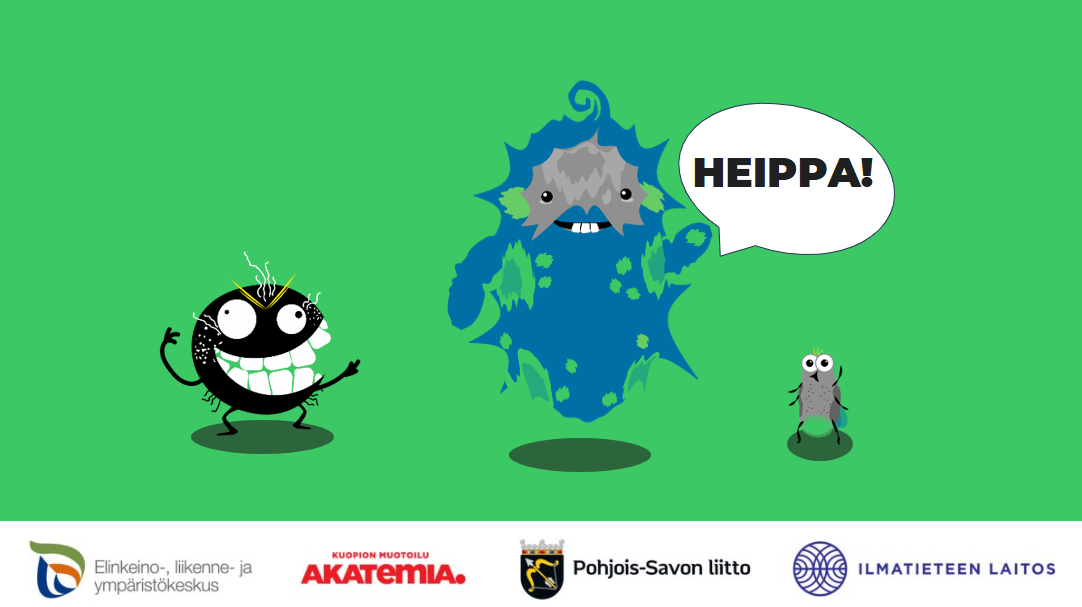 HEIPPA!
Elinkeino-, liikenne- ja
ympäristökeskus
KUOPION MUOTOILU
AKATEMIA.
Pohjois-Savon liitto
ILMATIETEEN LAITOS